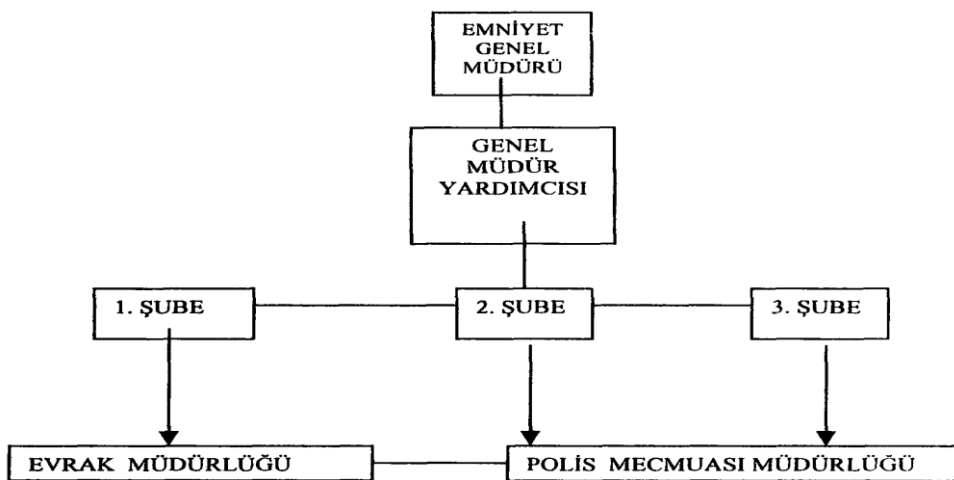 EMNİYET
GENEL
MÜDÜRÜ
GENEL
MÜDÜR
YARDIMCISI
1. ŞUBE
2. ŞUBE
3. ŞUBE
EVRAK MÜDÜRLÜĞÜ
POLİS MECMUASI MÜDÜRLÜĞÜ